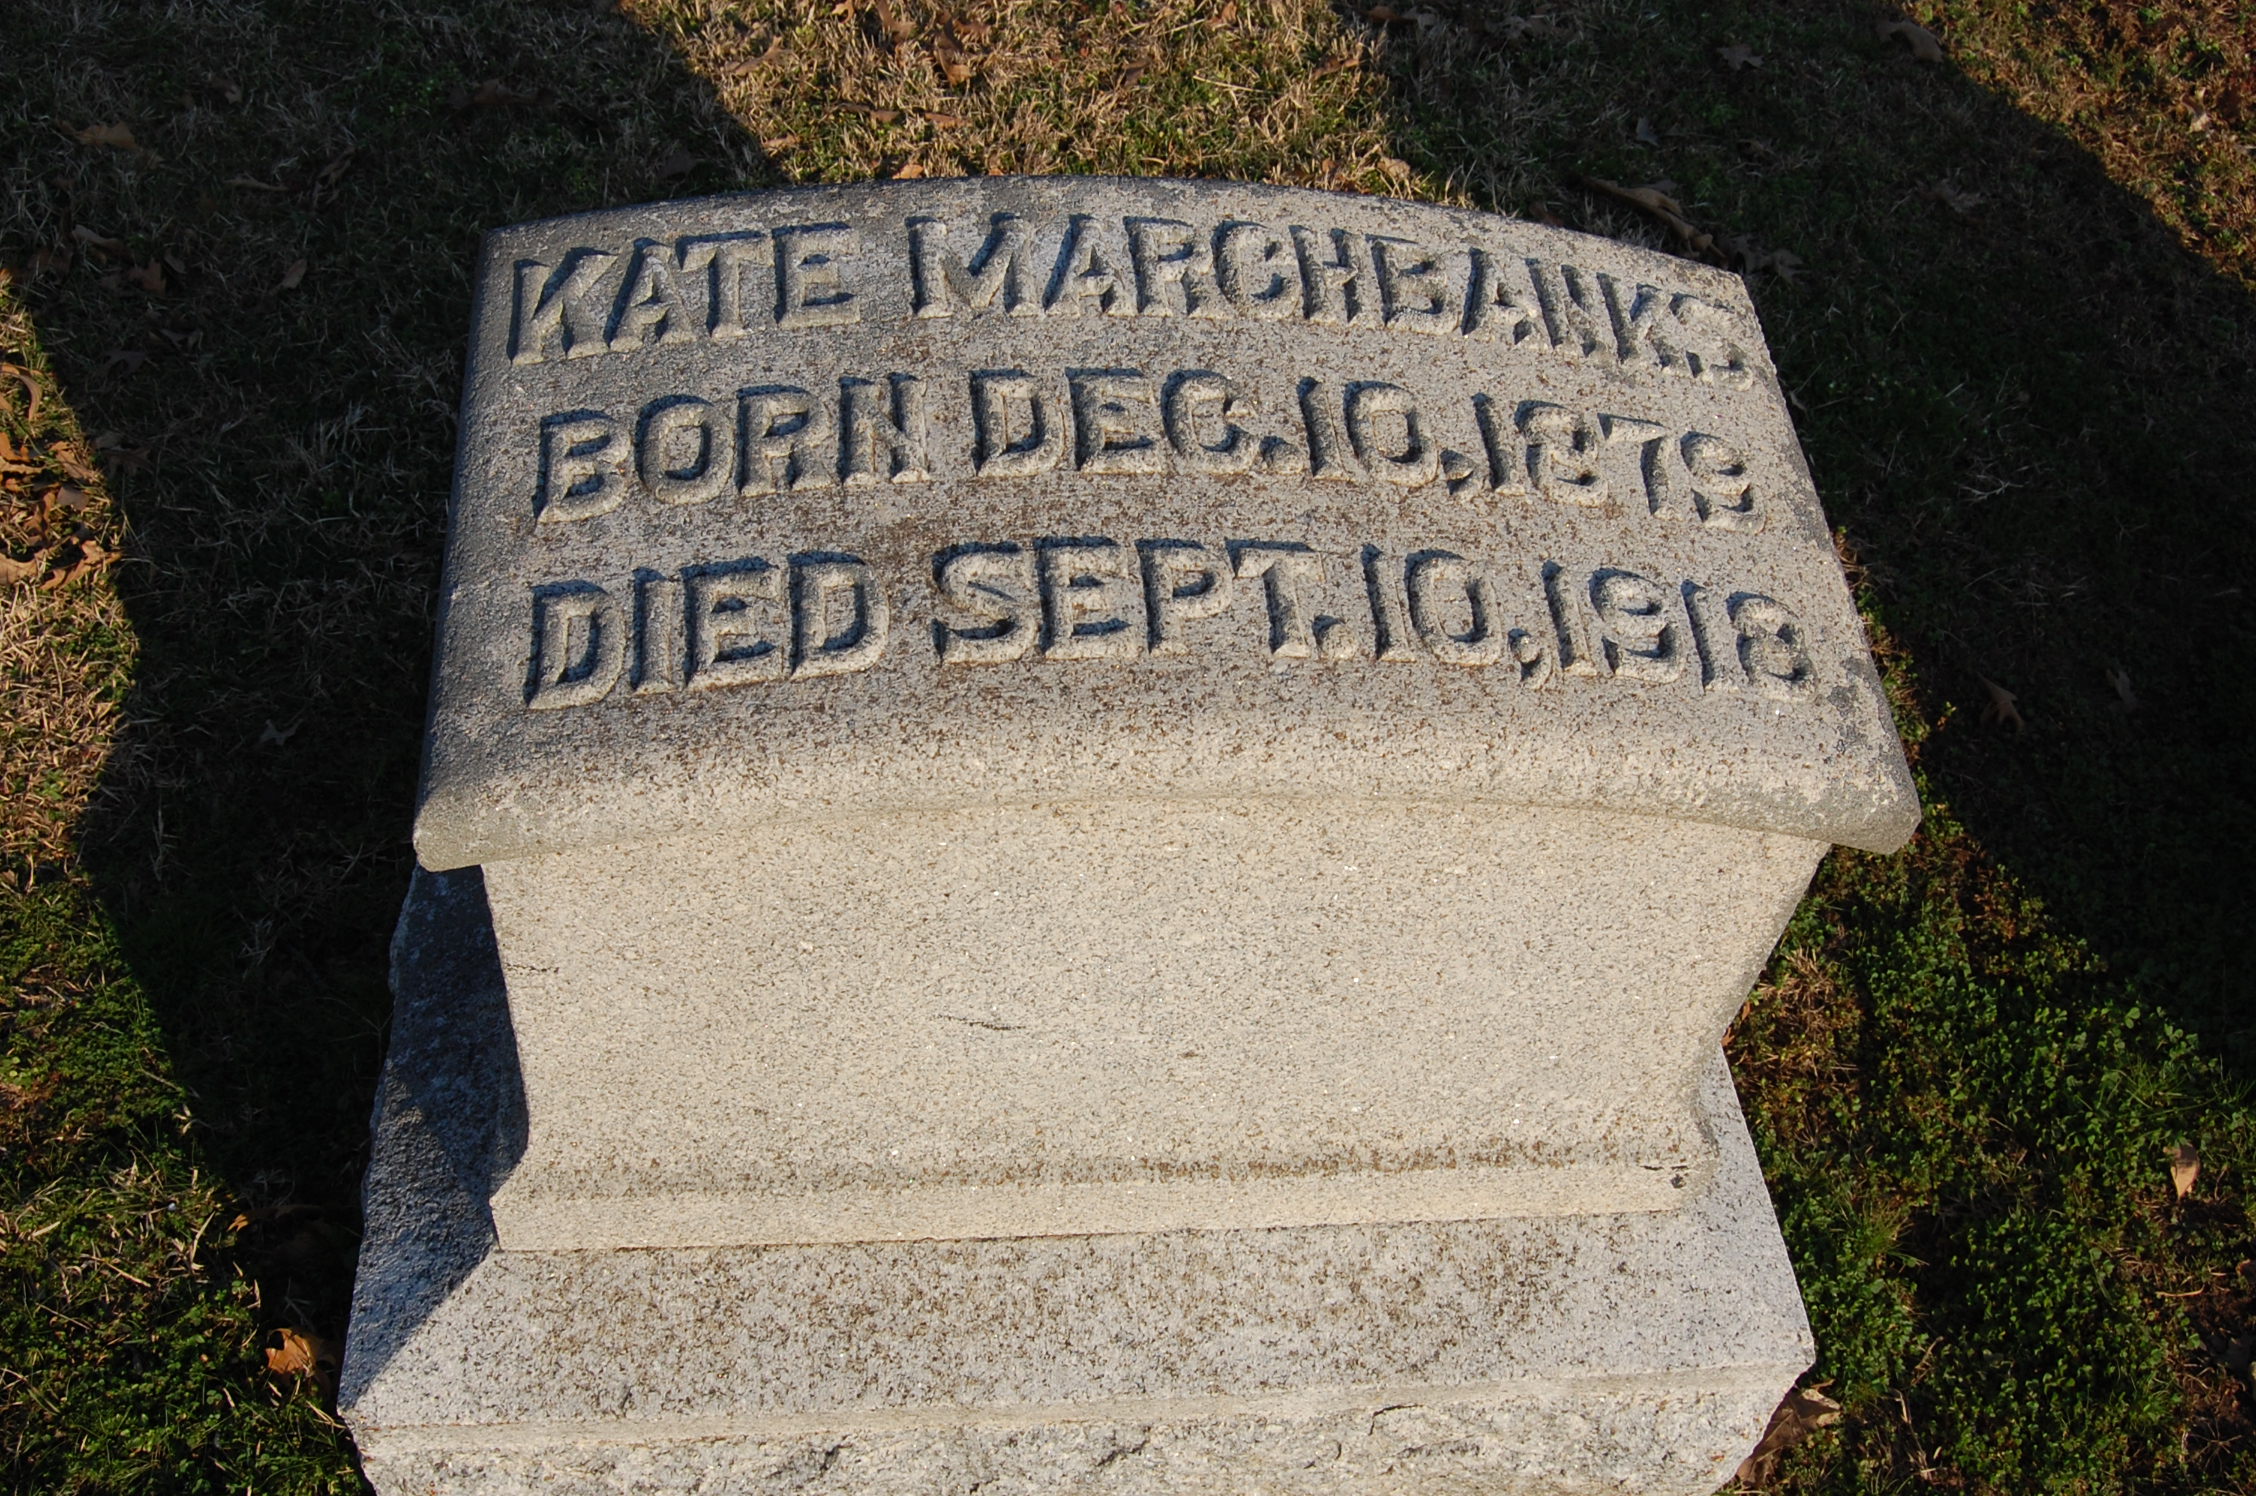 KATE MARCHBANKS
BORN DEC. 10, 1879
DIED SEPT. 10, 1918